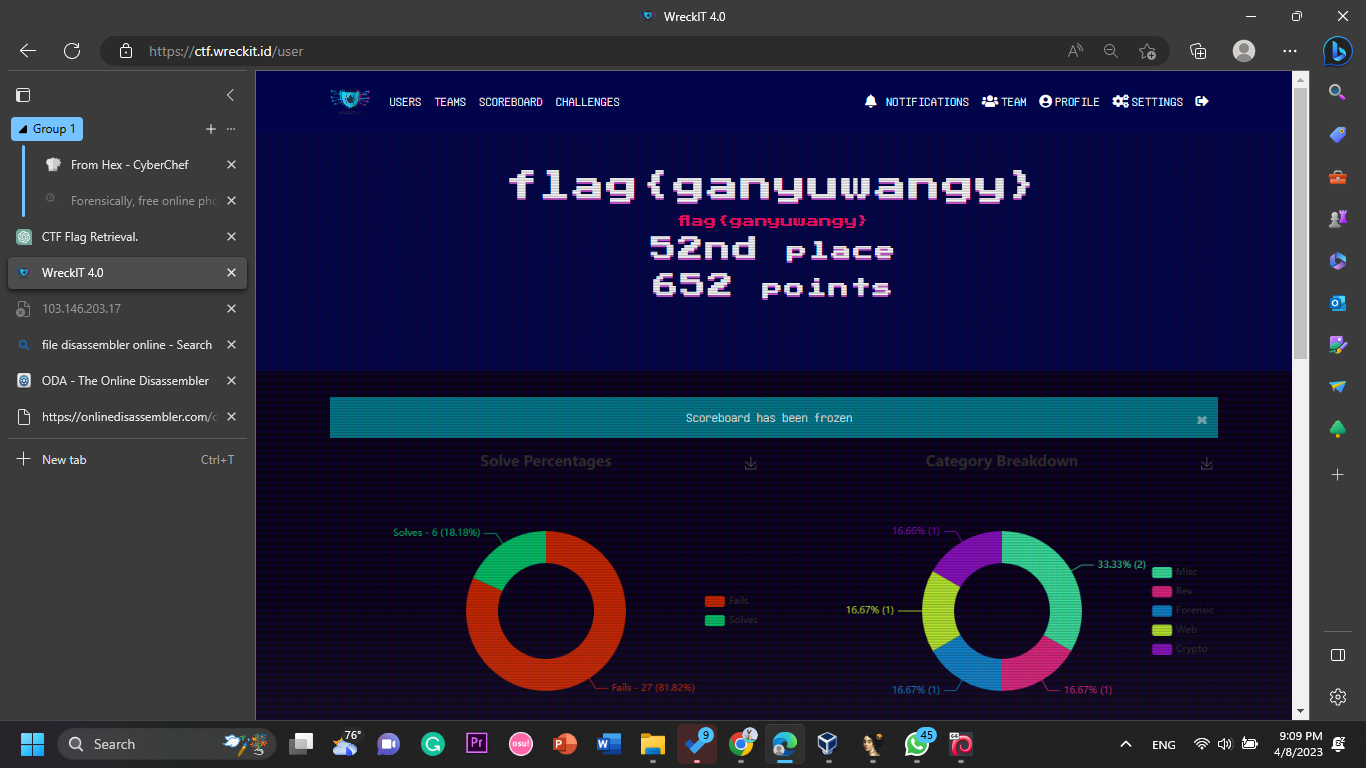 WreckIT 4.0
https://ctf.wreckit.id/user
Group 1
From Hex - CyberChef
Forensically, free online pho
CTF Flag Retrieval.
WreckIT 4.0
103.146.203.17
file disassembler online - Search
ODA - The Online Disassembler
https://onlinedisassembler.com/o
New tab Ctrl+T
USERS TEAMS SCOREBOARD CHALLENGES NOTIFICATIONS TEAM PROFILE SETTINGS
flag{ganyuwangy}
flag{ganyuwangy}
52nd place
652 points
Scoreboard has been frozen
Solve Percentages
Solves - 6 (18.18%)
Fails
Solves
Fails - 27 (81.82%)
Category Breakdown
16.66% (1)
33.33% (2)
16.67% (1)
16.67% (1)
16.67% (1)
Misc
Rev
Forensic
Web
Crypto
Search
76°
Pr
osu!
9
Y
45
64
ENG
9:09 PM
4/8/2023